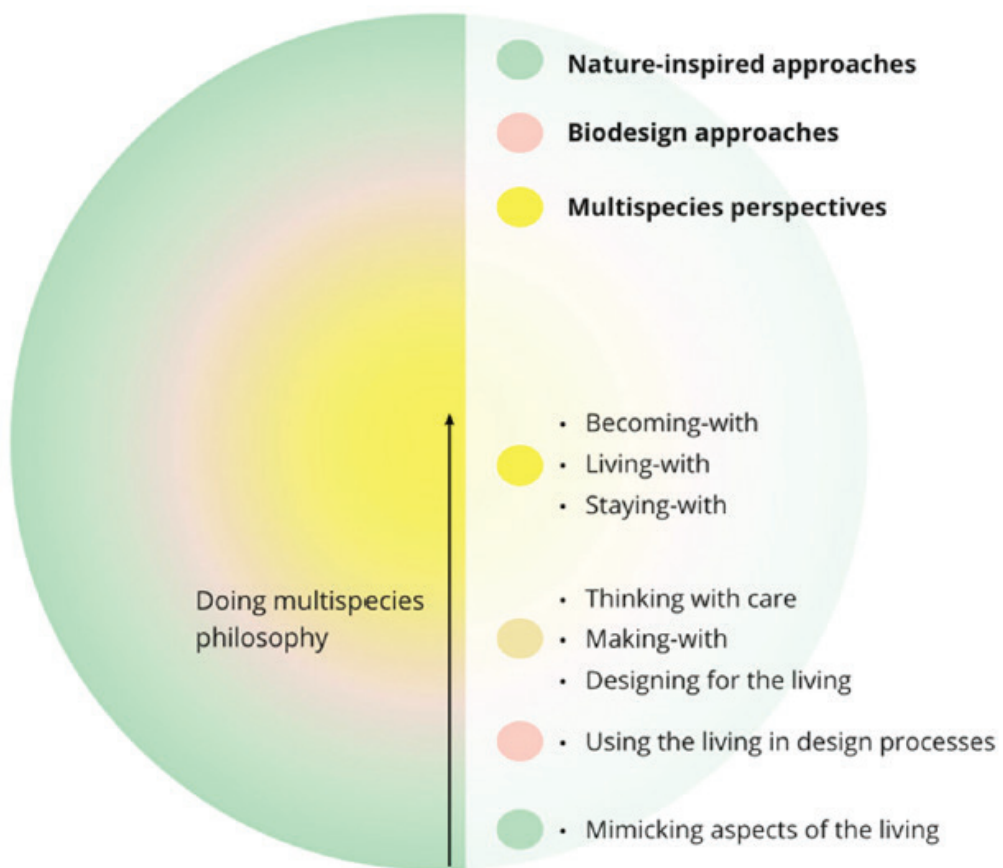 Nature-inspired approaches
Biodesign approaches
Multispecies perspectives
• Becoming-with
• Living-with
• Staying-with
Doing multispecies
philosophy
• Thinking with care
• Making-with
• Designing for the living
• Using the living in design processes
• Mimicking aspects of the living